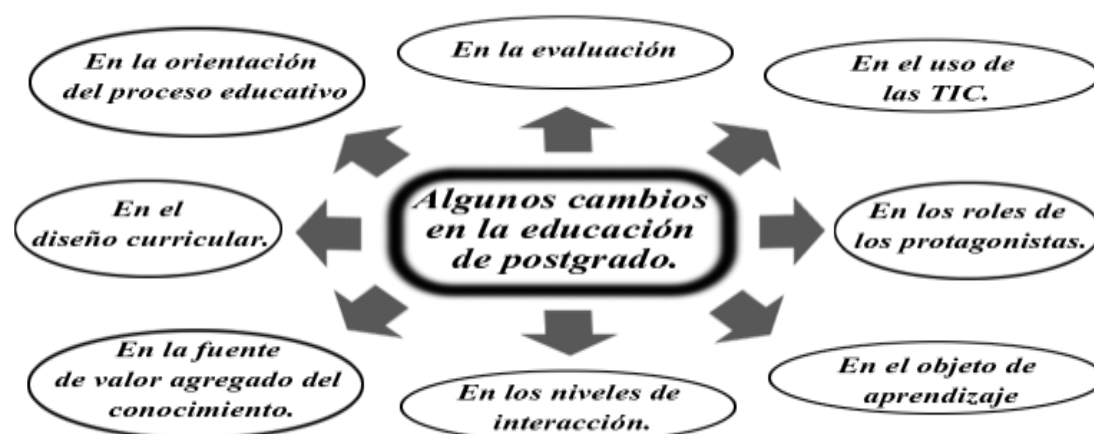 En la orientación
del proceso educativo
En la evaluación
En el uso de
las TIC.
En el
diseño curricular.
Algunos cambios
en la educación
de postgrado.
En los roles de
los protagonistas.
En la fuente
de valor agregado del
conocimiento.
En los niveles de
interacción.
En el objeto de
aprendizaje